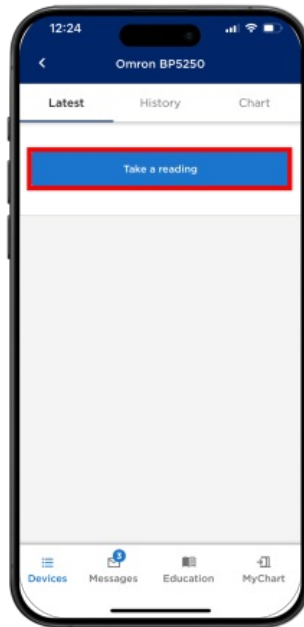 12:24
Omron BP5250
Latest History Chart
Take a reading
3
Devices Messages Education MyChart